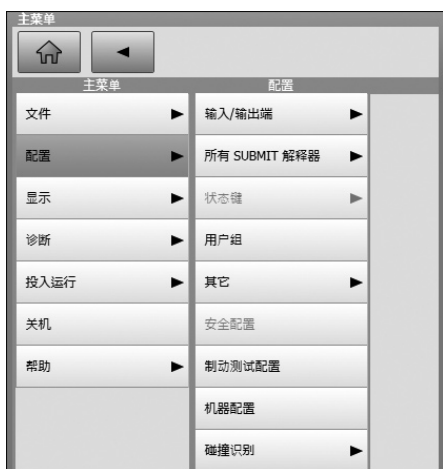 主菜单
主菜单
配置
文件
配置
显示
诊断
投入运行
关机
帮助
输入/输出端
所有 SUBMIT 解释器
状态键
用户组
其它
安全配置
制动测试配置
机器配置
碰撞识别